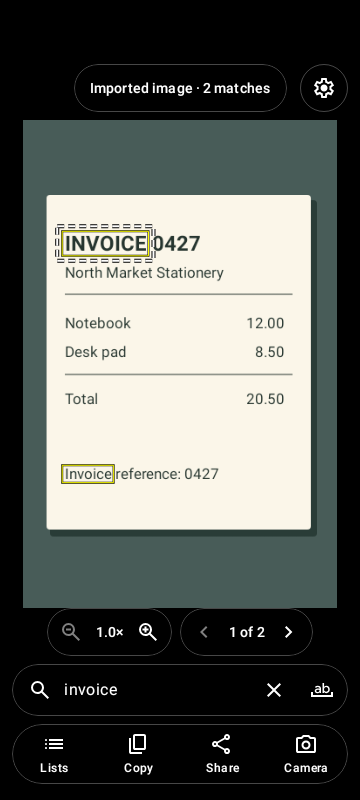 Imported image · 2 matches
INVOICE 0427
North Market Stationery
Notebook 12.00
Desk pad 8.50
Total 20.50
Invoice reference: 0427
1.0× 1 of 2
invoice ab
Lists Copy Share Camera